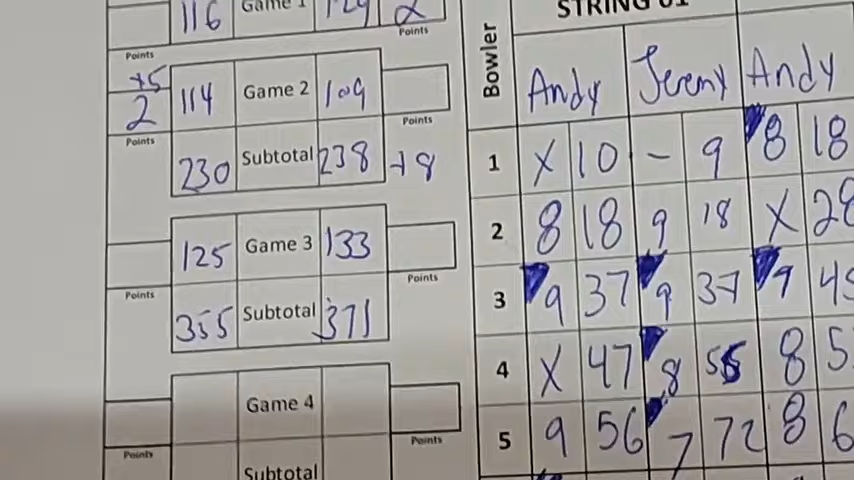 116 Game 1 129 2
Points Points
STRING 01
Bowler
Andy Jeremy Andy
+5
2 114 Game 2 109
Points Points
230 Subtotal 238 +8
125 Game 3 133
Points Points
355 Subtotal 371
Game 4
Points Points
Subtotal
1 X 10 - 9 8 18
2 8 18 9 18 X 28
3 9 37 9 37 9
4 X 47 8 8
5 9 56 7 72 8